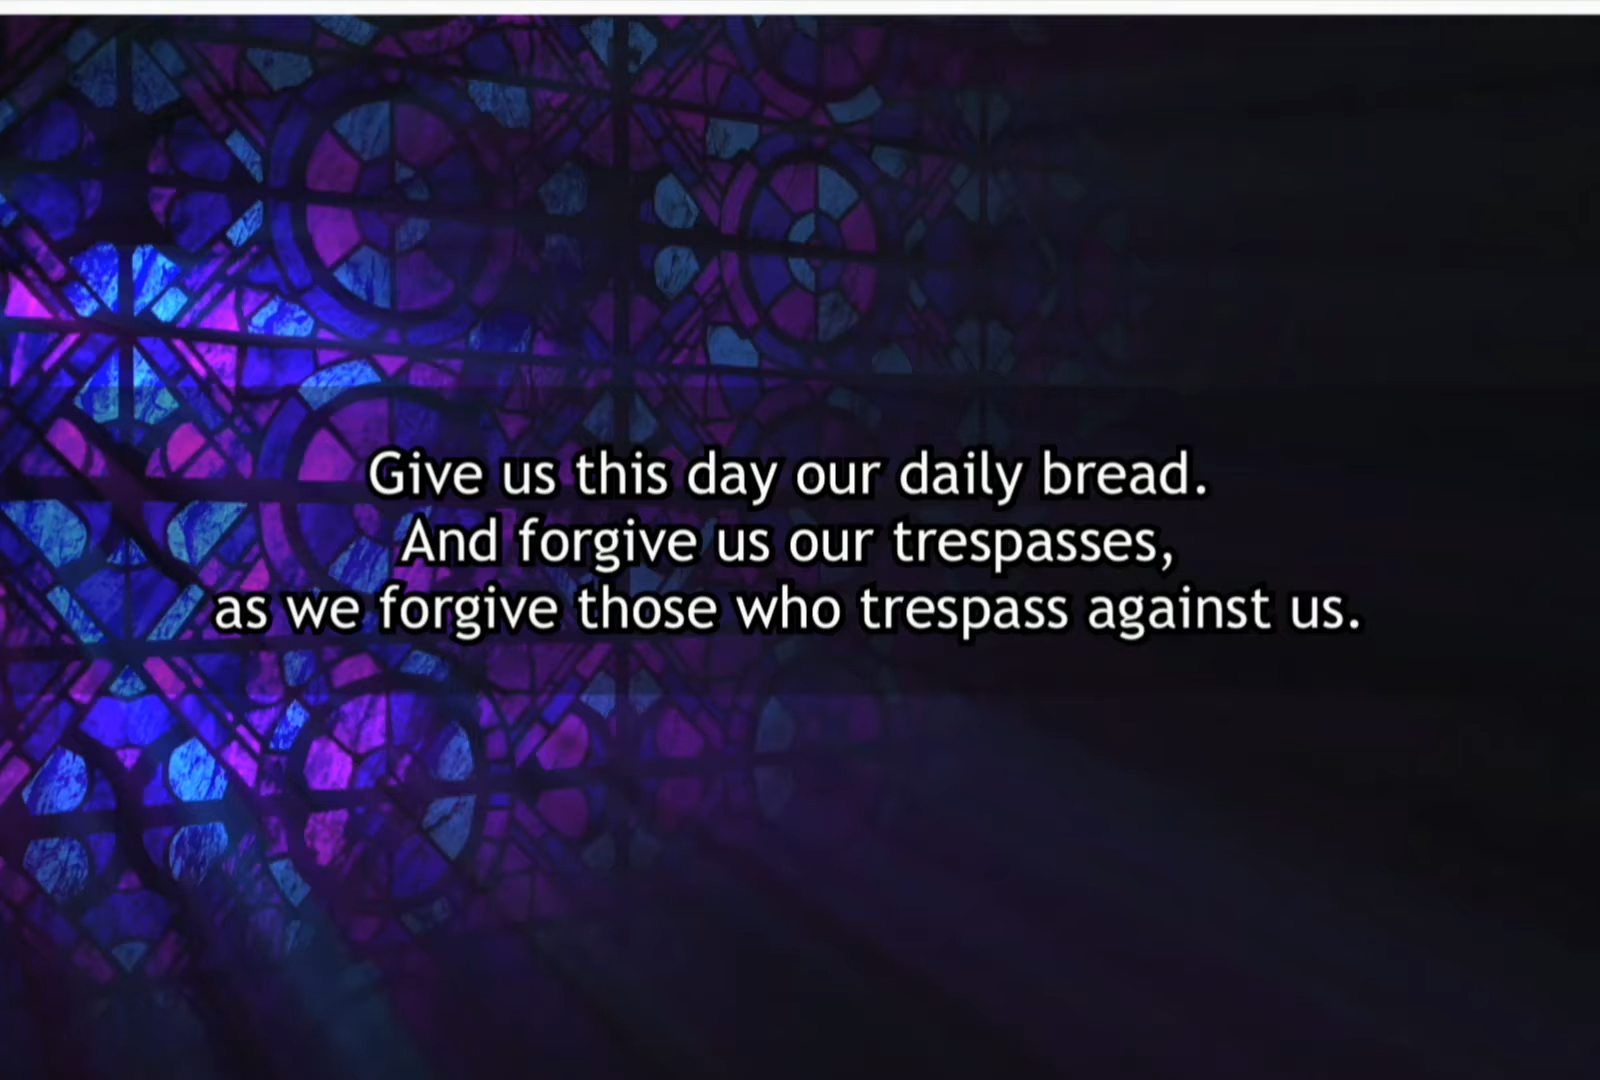 Give us this day our daily bread.
And forgive us our trespasses,
as we forgive those who trespass against us.